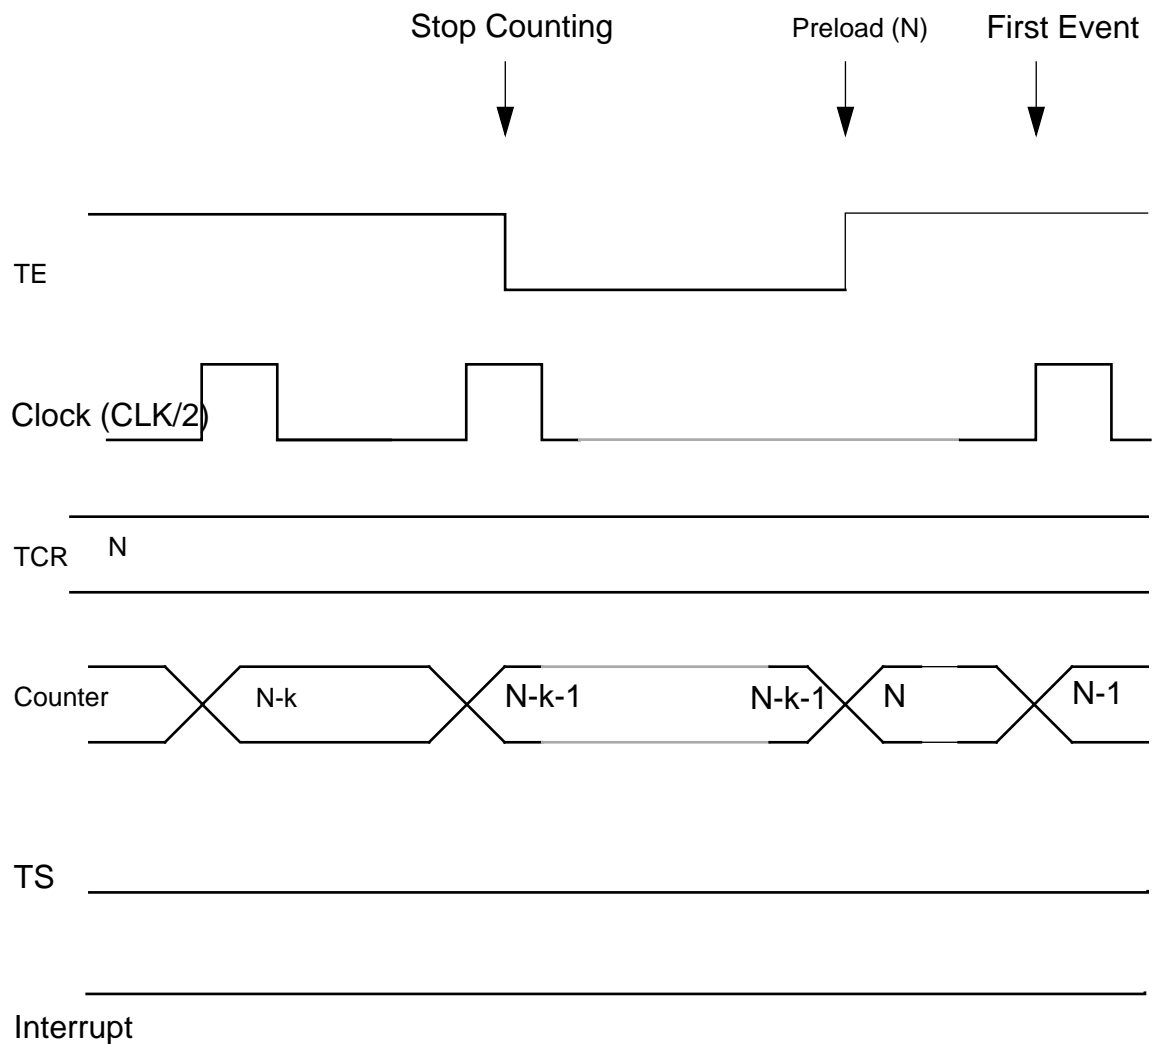 Stop Counting
Preload (N)
First Event
TE
Clock (CLK/2)
TCR
N
Counter
N-k
N-k-1
N-k-1
N
N-1
TS
Interrupt